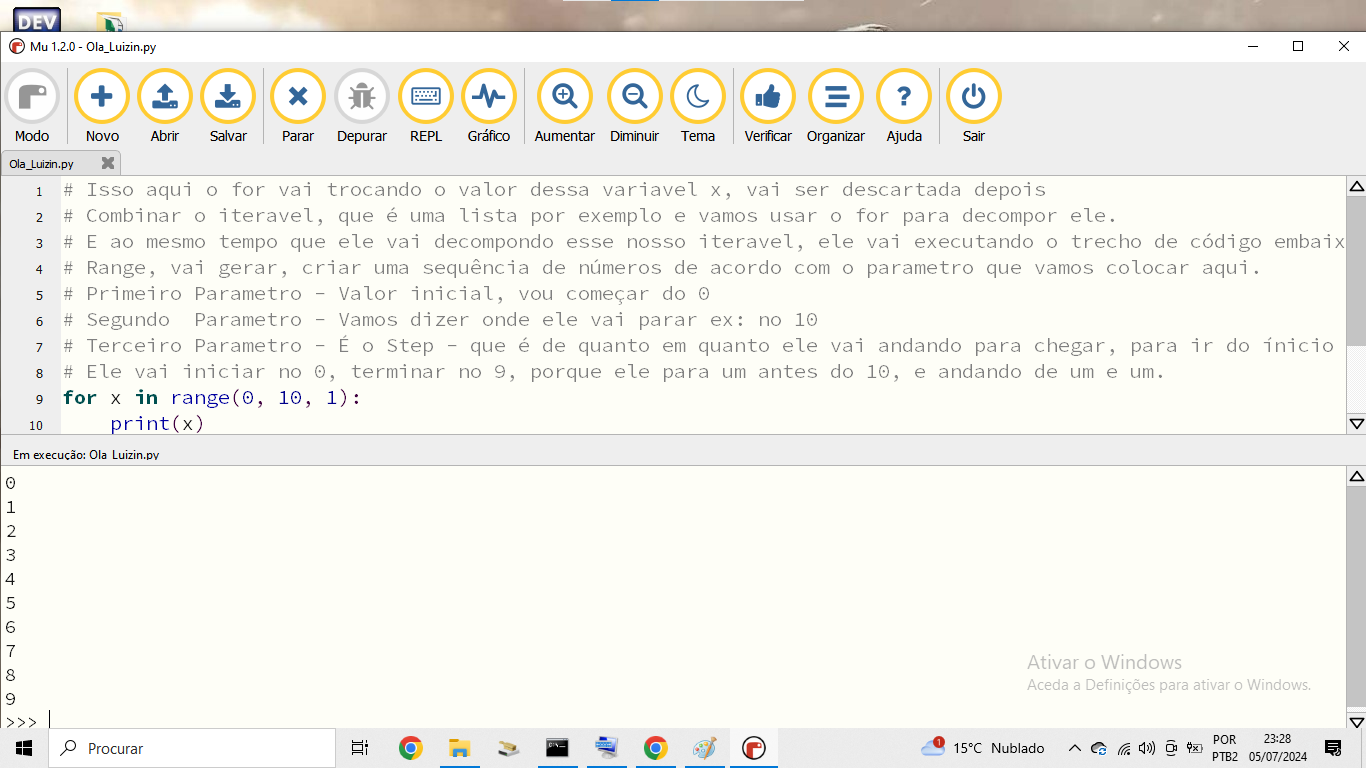 DEV
Mu 1.2.0 - Ola_Luizin.py
Modo Novo Abrir Salvar Parar Depurar REPL Gráfico Aumentar Diminuir Tema Verificar Organizar Ajuda Sair
Ola_Luizin.py
1 # Isso aqui o for vai trocando o valor dessa variavel x, vai ser descartada depois
2 # Combinar o iteravel, que é uma lista por exemplo e vamos usar o for para decompor ele.
3 # E ao mesmo tempo que ele vai decompondo esse nosso iteravel, ele vai executando o trecho de código embaix
4 # Range, vai gerar, criar uma sequência de números de acordo com o parametro que vamos colocar aqui.
5 # Primeiro Parametro - Valor inicial, vou começar do 0
6 # Segundo  Parametro - Vamos dizer onde ele vai parar ex: no 10
7 # Terceiro Parametro - É o Step - que é de quanto em quanto ele vai andando para chegar, para ir do ínicio
8 # Ele vai iniciar no 0, terminar no 9, porque ele para um antes do 10, e andando de um e um.
9 for x in range(0, 10, 1):
10     print(x)
Em execução: Ola_Luizin.py
0
1
2
3
4
5
6
7
8
9
>>>
Ativar o Windows
Aceda a Definições para ativar o Windows.
Procurar
1
15°C Nublado
POR
PTB2
23:28
05/07/2024